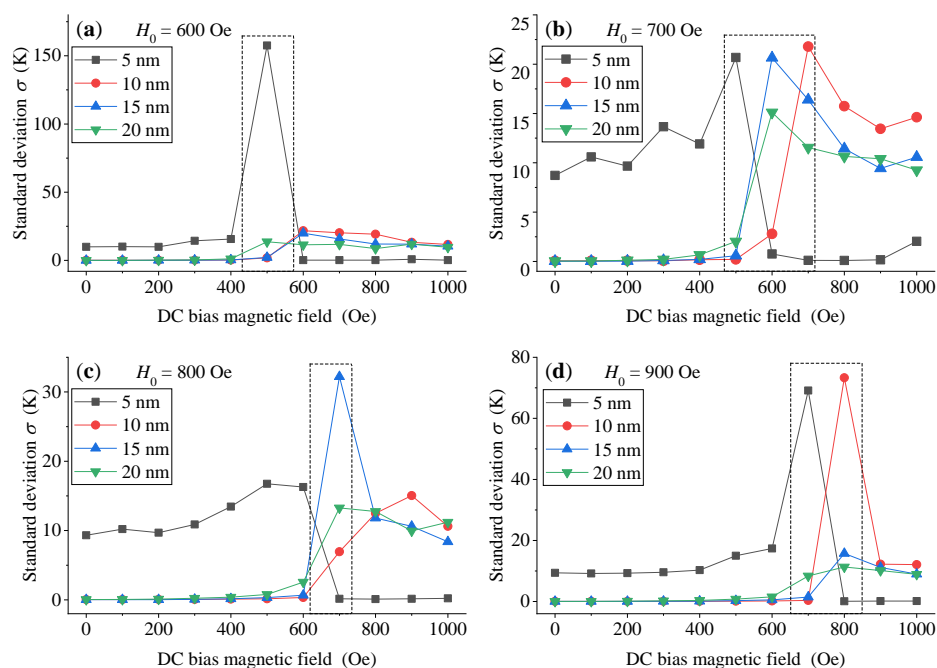 (a) H0 = 600 Oe
5 nm
10 nm
15 nm
20 nm
Standard deviation σ (K)
150
100
50
0
0 200 400 600 800 1000
DC bias magnetic field (Oe)
(b) H0 = 700 Oe
5 nm
10 nm
15 nm
20 nm
Standard deviation σ (K)
25
22
15
10
5
0
0 200 400 600 800 1000
DC bias magnetic field (Oe)
(c) H0 = 800 Oe
5 nm
10 nm
15 nm
20 nm
Standard deviation σ (K)
30
20
10
0
0 200 400 600 800 1000
DC bias magnetic field (Oe)
(d) H0 = 900 Oe
5 nm
10 nm
15 nm
20 nm
Standard deviation σ (K)
80
60
40
20
0
0 200 400 600 800 1000
DC bias magnetic field (Oe)